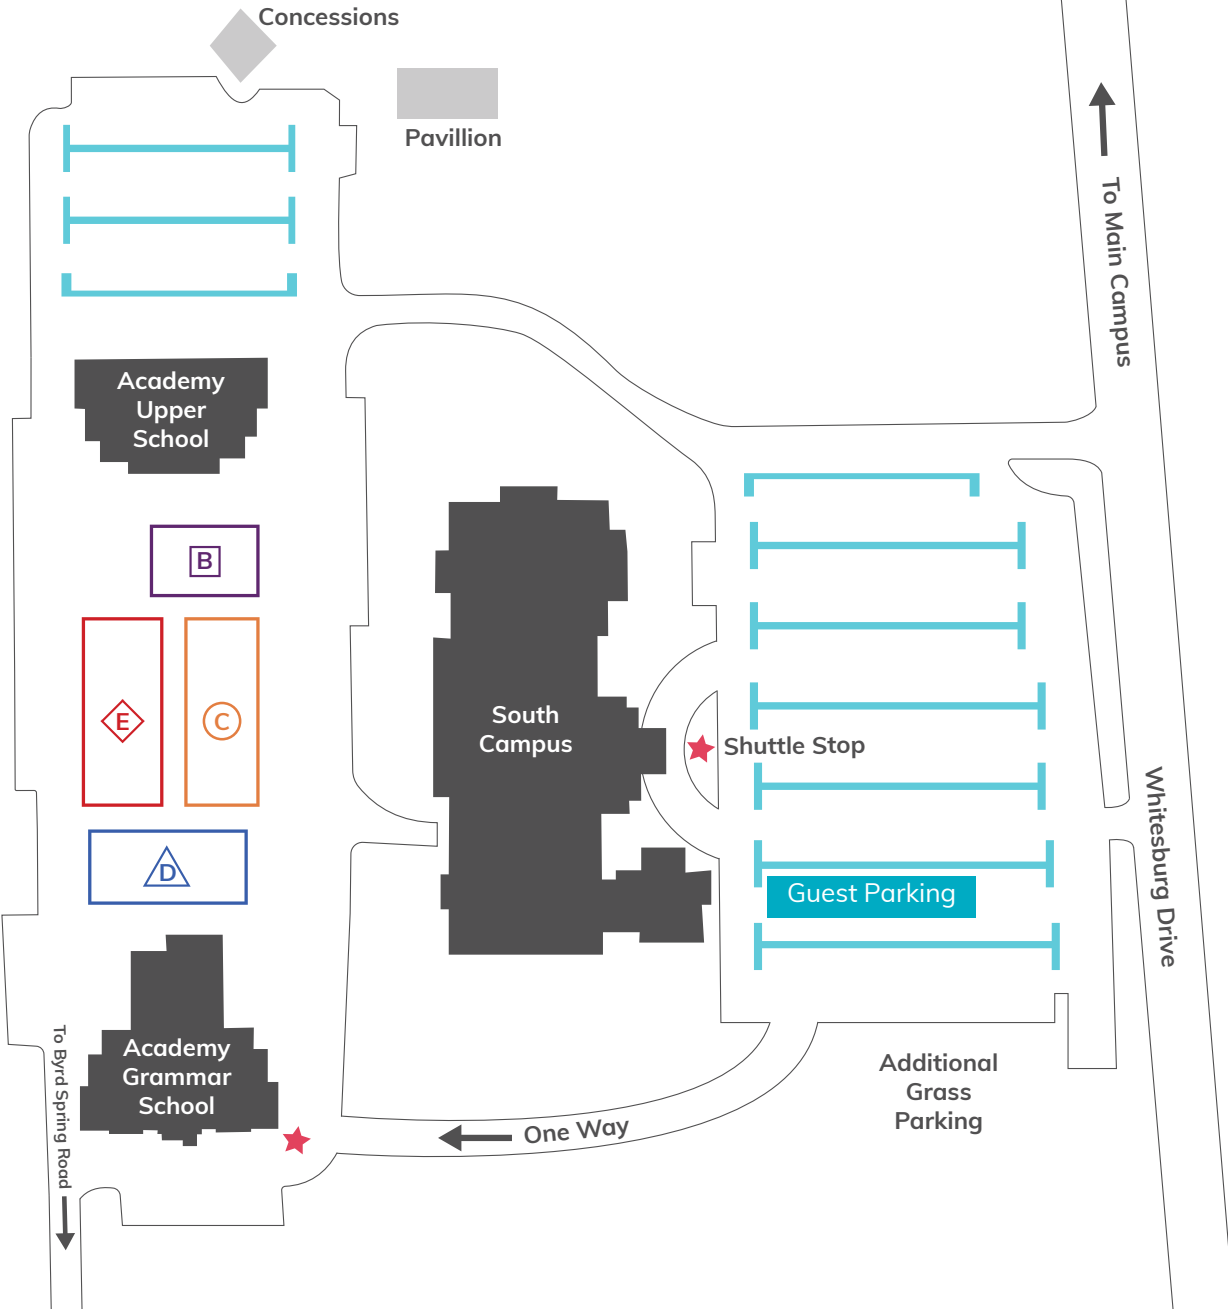 Concessions
Pavillion
To Main Campus
Academy
Upper
School
B
E
C
D
South
Campus
Shuttle Stop
Guest Parking
Whitesburg Drive
Academy
Grammar
School
To Byrd Spring Road
One Way
Additional
Grass
Parking